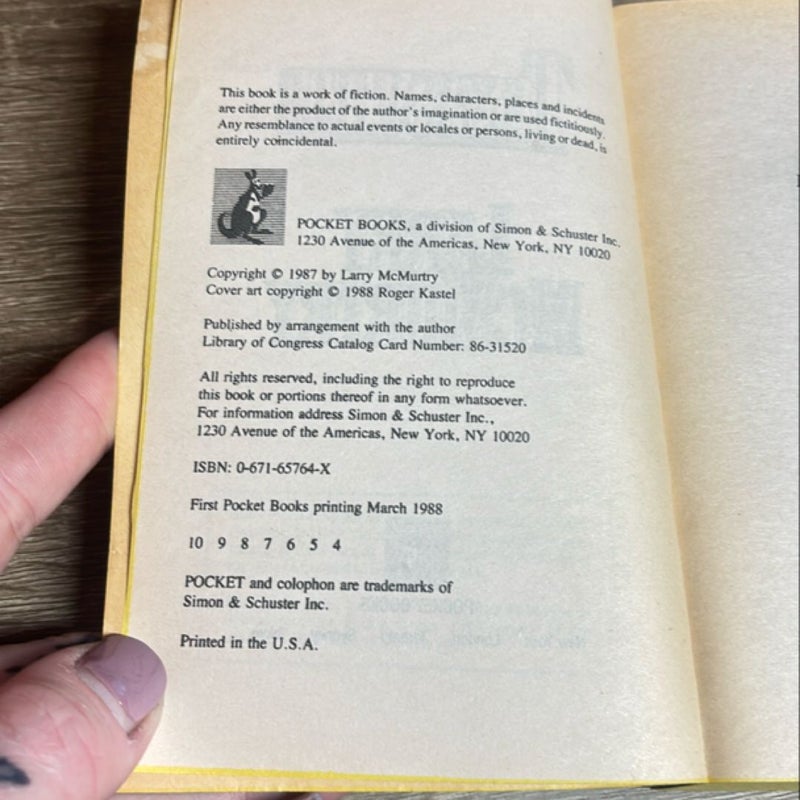 This book is a work of fiction. Names, characters, places and incidents
are either the product of the author's imagination or are used fictitiously.
Any resemblance to actual events or locales or persons, living or dead, is
entirely coincidental.
POCKET BOOKS, a division of Simon & Schuster Inc.
1230 Avenue of the Americas, New York, NY 10020
Copyright © 1987 by Larry McMurtry
Cover art copyright © 1988 Roger Kastel
Published by arrangement with the author
Library of Congress Catalog Card Number: 86-31520
All rights reserved, including the right to reproduce
this book or portions thereof in any form whatsoever.
For information address Simon & Schuster Inc.,
1230 Avenue of the Americas, New York, NY 10020
ISBN: 0-671-65764-X
First Pocket Books printing March 1988
10 9 8 7 6 5 4
POCKET and colophon are trademarks of
Simon & Schuster Inc.
Printed in the U.S.A.